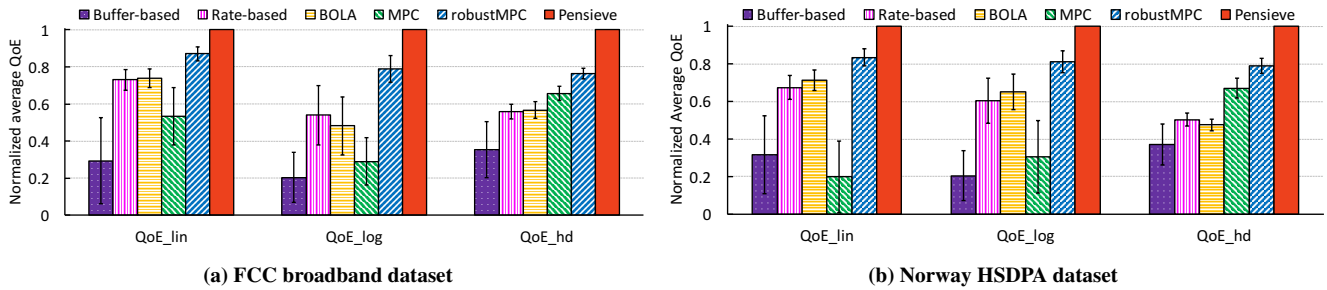 Buffer-based Rate-based BOLA MPC robustMPC Pensieve
Normalized average QoE
1
0.8
0.6
0.4
0.2
0
QoE_lin QoE_log QoE_hd
(a) FCC broadband dataset
Buffer-based Rate-based BOLA MPC robustMPC Pensieve
Normalized Average QoE
1
0.8
0.6
0.4
0.2
0
QoE_lin QoE_log QoE_hd
(b) Norway HSDPA dataset